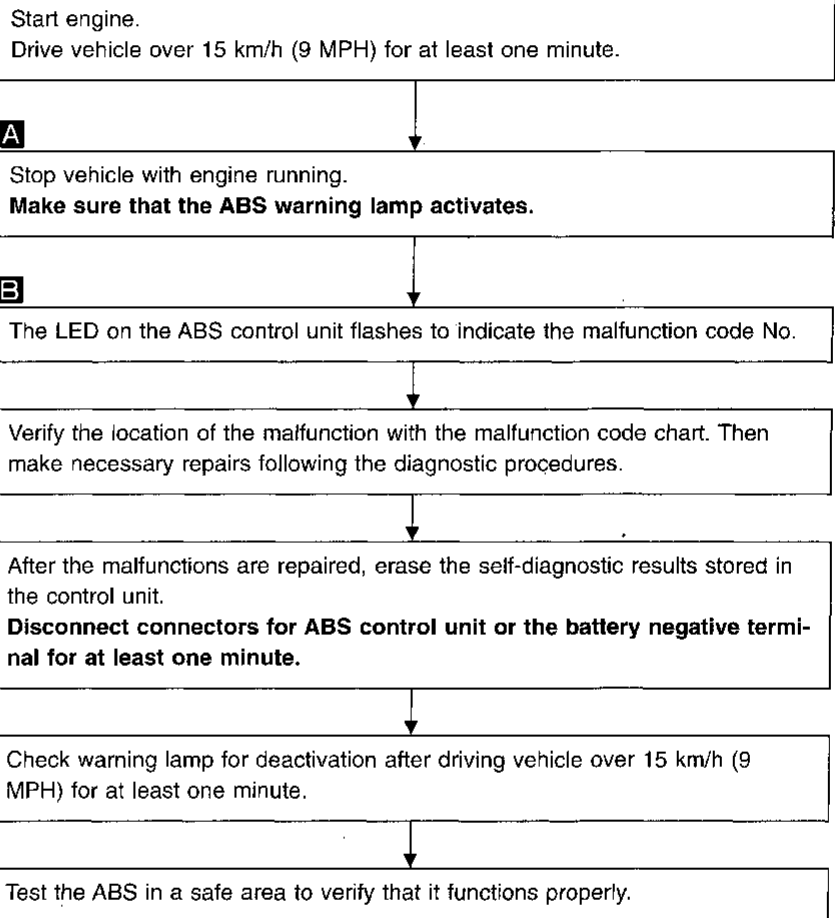 Start engine.
Drive vehicle over 15 km/h (9 MPH) for at least one minute.
A
Stop vehicle with engine running.
Make sure that the ABS warning lamp activates.
B
The LED on the ABS control unit flashes to indicate the malfunction code No.
Verify the location of the malfunction with the malfunction code chart. Then
make necessary repairs following the diagnostic procedures.
After the malfunctions are repaired, erase the self-diagnostic results stored in
the control unit.
Disconnect connectors for ABS control unit or the battery negative termi-
nal for at least one minute.
Check warning lamp for deactivation after driving vehicle over 15 km/h (9
MPH) for at least one minute.
Test the ABS in a safe area to verify that it functions properly.